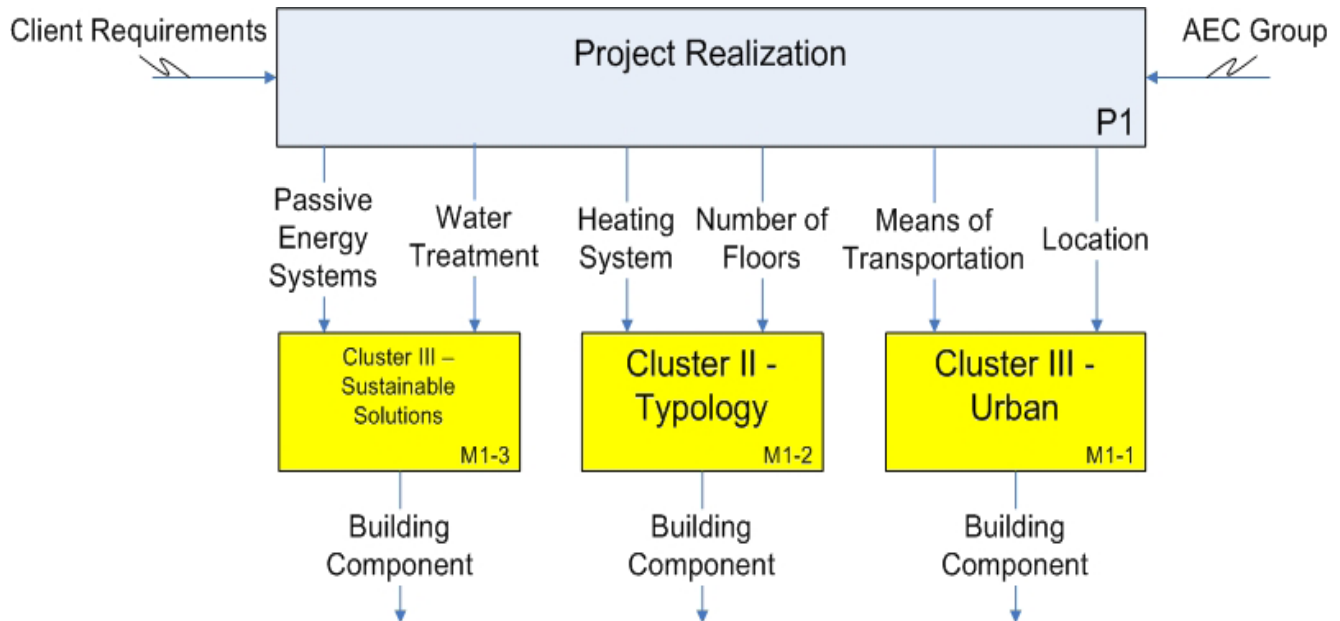 Client Requirements
Project Realization
AEC Group
P1
Passive
Energy
Systems
Water
Treatment
Heating
System
Number of
Floors
Means of
Transportation
Location
Cluster III –
Sustainable
Solutions
M1-3
Cluster II -
Typology
M1-2
Cluster III -
Urban
M1-1
Building
Component
Building
Component
Building
Component